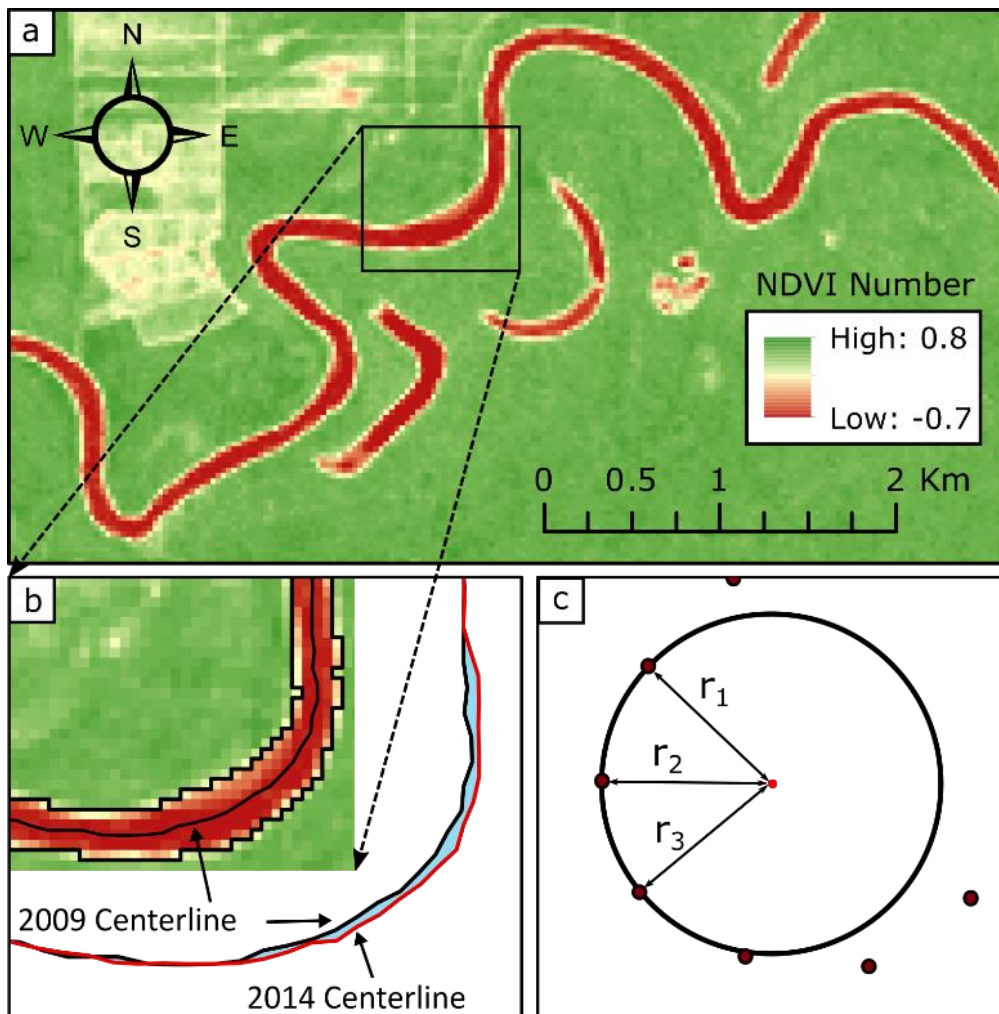 a
N
W E
S
NDVI Number
High: 0.8
Low: -0.7
0 0.5 1 2 Km
b
2009 Centerline
2014 Centerline
c
r1
r2
r3